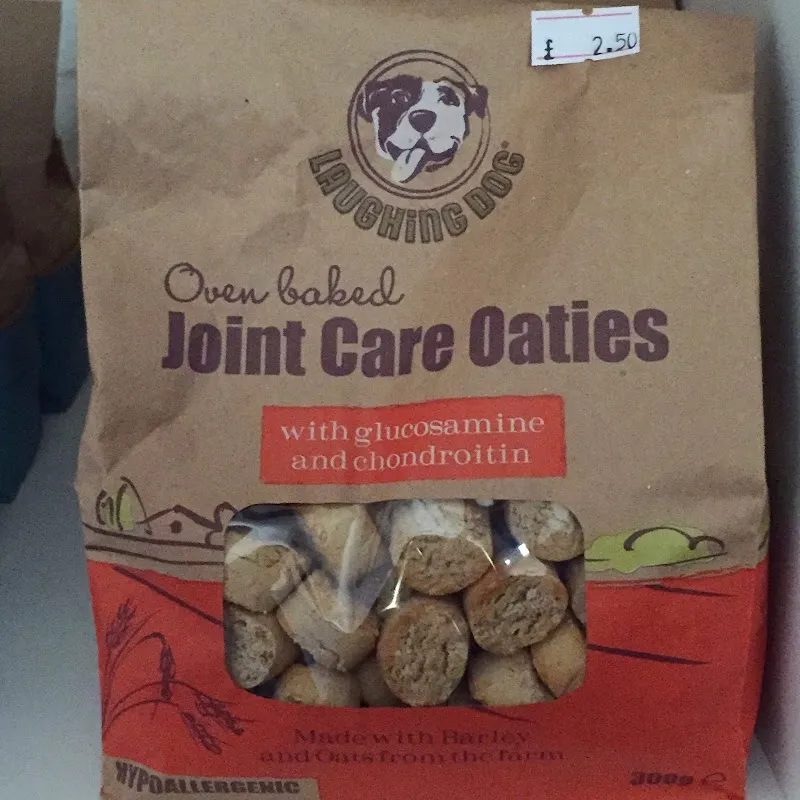 £ 2.50
LAUGHING DOG
Oven baked
Joint Care Oaties
with glucosamine
and chondroitin
Made with Barley
and Oats from the farm
HYPOALLERGENIC
300g e